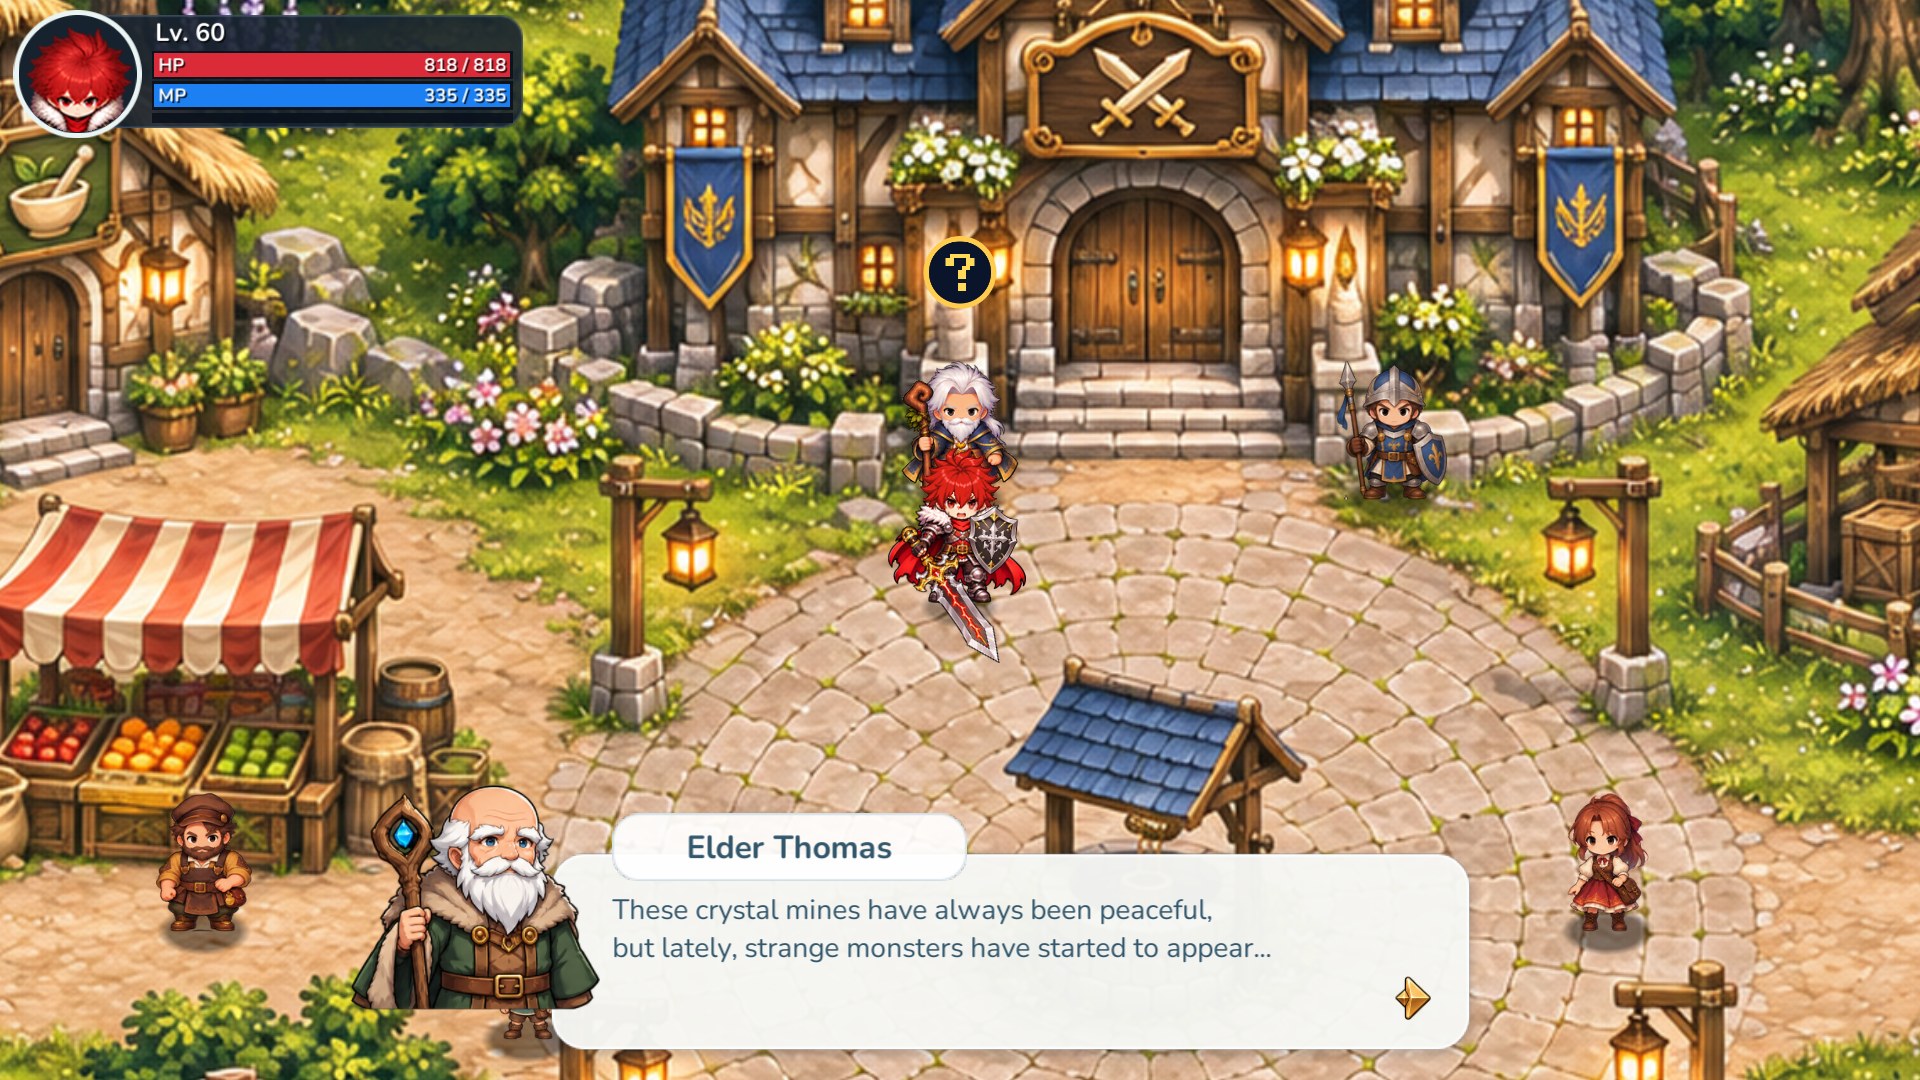 Lv. 60
HP 818 / 818
MP 335 / 335
?
Elder Thomas
These crystal mines have always been peaceful,
but lately, strange monsters have started to appear...